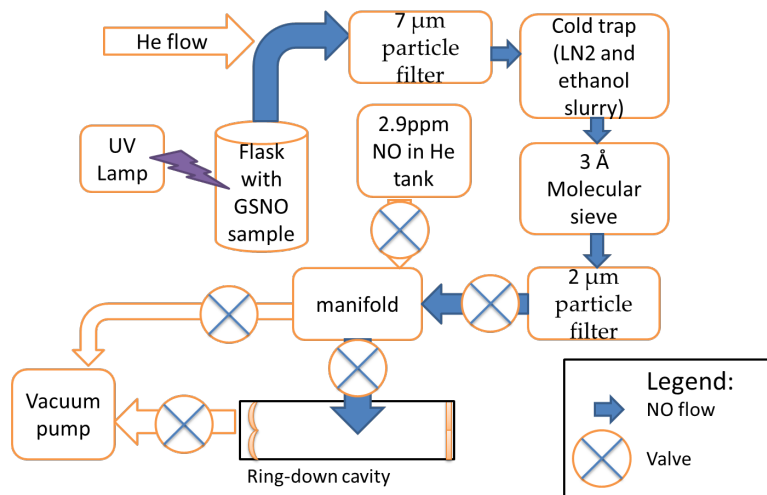 He flow
7 μm
particle
filter
Cold trap
(LN2 and
ethanol
slurry)
UV
Lamp
Flask
with
GSNO
sample
2.9ppm
NO in He
tank
3 Å
Molecular
sieve
manifold
2 μm
particle
filter
Vacuum
pump
Ring-down cavity
Legend:
NO flow
Valve